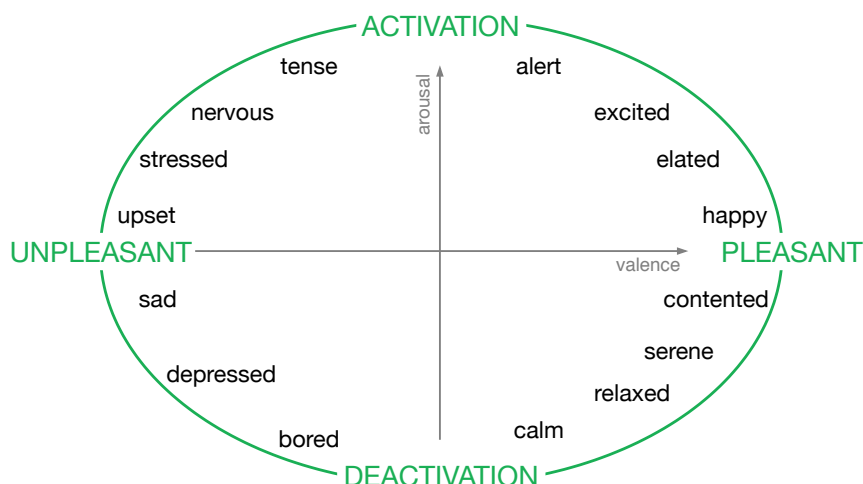 ACTIVATION
tense
alert
arousal
nervous
excited
stressed
elated
upset
happy
UNPLEASANT
PLEASANT
valence
sad
contented
serene
depressed
relaxed
bored
calm
DEACTIVATION